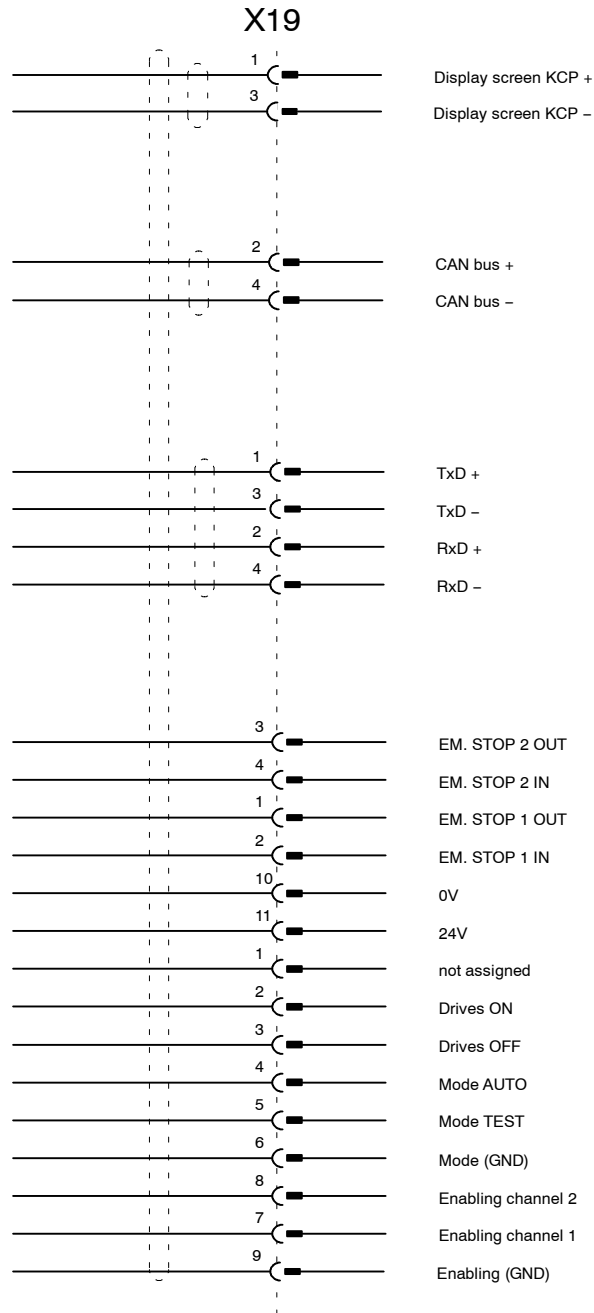 X19
1 Display screen KCP +
3 Display screen KCP −
2 CAN bus +
4 CAN bus −
1 TxD +
3 TxD −
2 RxD +
4 RxD −
3 EM. STOP 2 OUT
4 EM. STOP 2 IN
1 EM. STOP 1 OUT
2 EM. STOP 1 IN
10 0V
11 24V
1 not assigned
2 Drives ON
3 Drives OFF
4 Mode AUTO
5 Mode TEST
6 Mode (GND)
8 Enabling channel 2
7 Enabling channel 1
9 Enabling (GND)